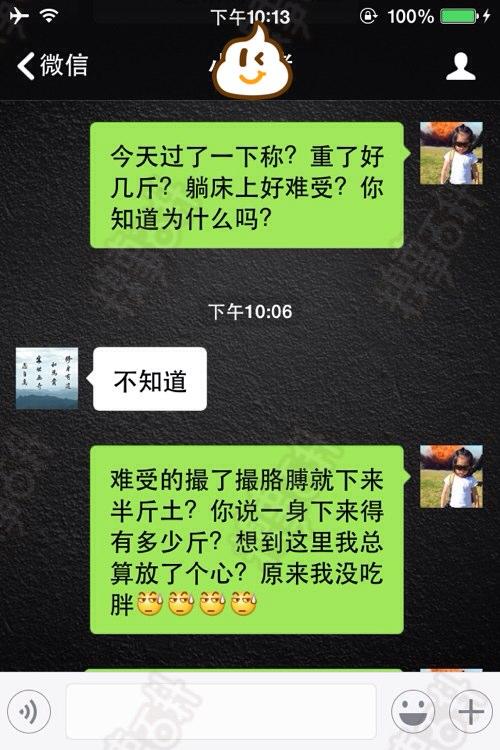 下午10:13
100%
微信
今天过了一下称？重了好
几斤？躺床上好难受？你
知道为什么吗？
下午10:06
不知道
难受的撮了撮胳膊就下来
半斤土？你说一身下来得
有多少斤？想到这里我总
算放了个心？原来我没吃
胖